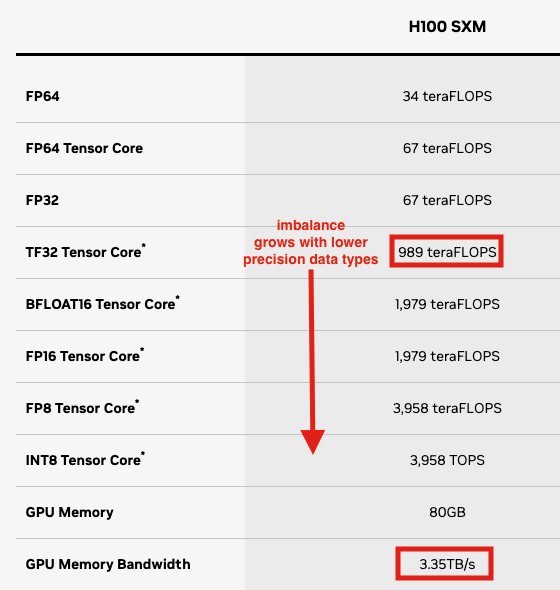 H100 SXM
FP64 34 teraFLOPS
FP64 Tensor Core 67 teraFLOPS
FP32 67 teraFLOPS
imbalance
grows with lower
precision data types
TF32 Tensor Core* 989 teraFLOPS
BFLOAT16 Tensor Core* 1,979 teraFLOPS
FP16 Tensor Core* 1,979 teraFLOPS
FP8 Tensor Core* 3,958 teraFLOPS
INT8 Tensor Core* 3,958 TOPS
GPU Memory 80GB
GPU Memory Bandwidth 3.35TB/s